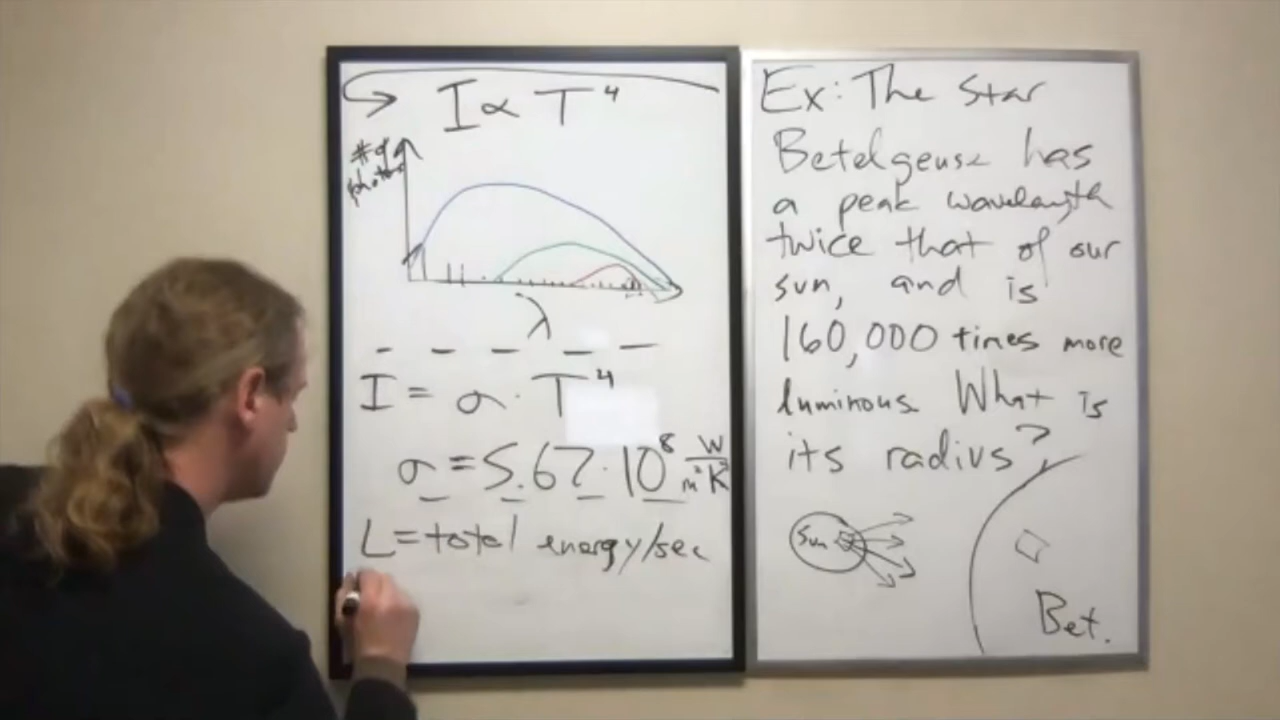 I ∝ T⁴
# of
photons
λ
I = σ · T⁴
σ = 5.67 · 10⁸ W/m²K
L = total energy/sec
Ex: The Star
Betelgeuse has
a peak wavelength
twice that of our
sun, and is
160,000 times more
luminous. What is
its radius?
Sun
Bet.